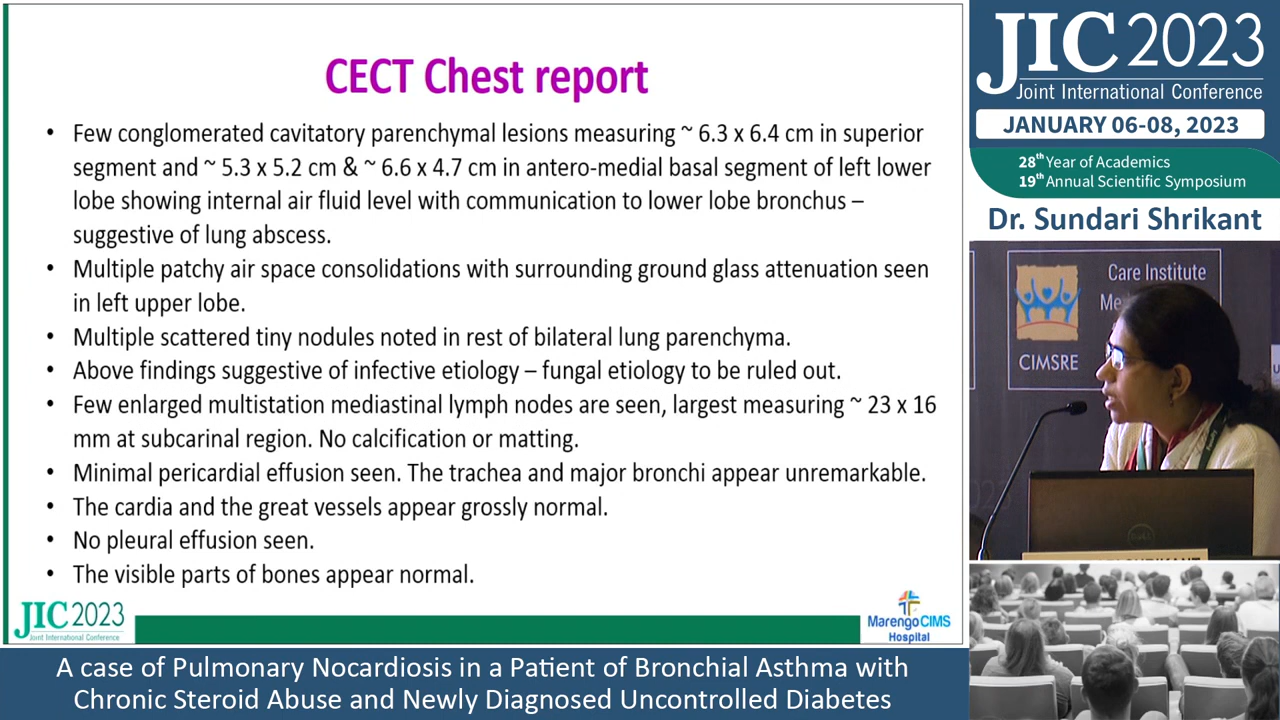 CECT Chest report
• Few conglomerated cavitatory parenchymal lesions measuring ~ 6.3 x 6.4 cm in superior
segment and ~ 5.3 x 5.2 cm & ~ 6.6 x 4.7 cm in antero-medial basal segment of left lower
lobe showing internal air fluid level with communication to lower lobe bronchus –
suggestive of lung abscess.
• Multiple patchy air space consolidations with surrounding ground glass attenuation seen
in left upper lobe.
• Multiple scattered tiny nodules noted in rest of bilateral lung parenchyma.
• Above findings suggestive of infective etiology – fungal etiology to be ruled out.
• Few enlarged multistation mediastinal lymph nodes are seen, largest measuring ~ 23 x 16
mm at subcarinal region. No calcification or matting.
• Minimal pericardial effusion seen. The trachea and major bronchi appear unremarkable.
• The cardia and the great vessels appear grossly normal.
• No pleural effusion seen.
• The visible parts of bones appear normal.
JIC 2023
Joint International Conference
Marengo CIMS
Hospital
A case of Pulmonary Nocardiosis in a Patient of Bronchial Asthma with
Chronic Steroid Abuse and Newly Diagnosed Uncontrolled Diabetes
JIC 2023
Joint International Conference
JANUARY 06-08, 2023
28th Year of Academics
19th Annual Scientific Symposium
Dr. Sundari Shrikant
Care Institute
CIMSRE
DELL
Faculty